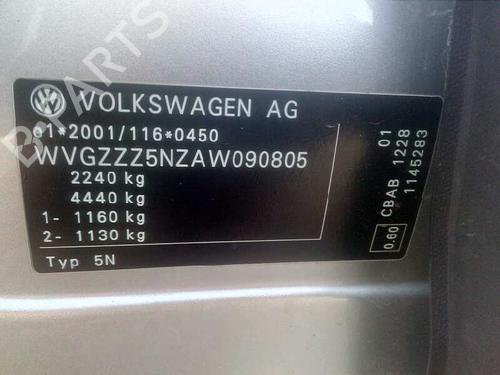 VOLKSWAGEN AG
e1*2001/116*0450
WVGZZZ5NZAW090805
2240 kg
4440 kg
1- 1160 kg
2- 1130 kg
Typ 5N
0.60
CBAB 1228 01
1145283
B-PARTS